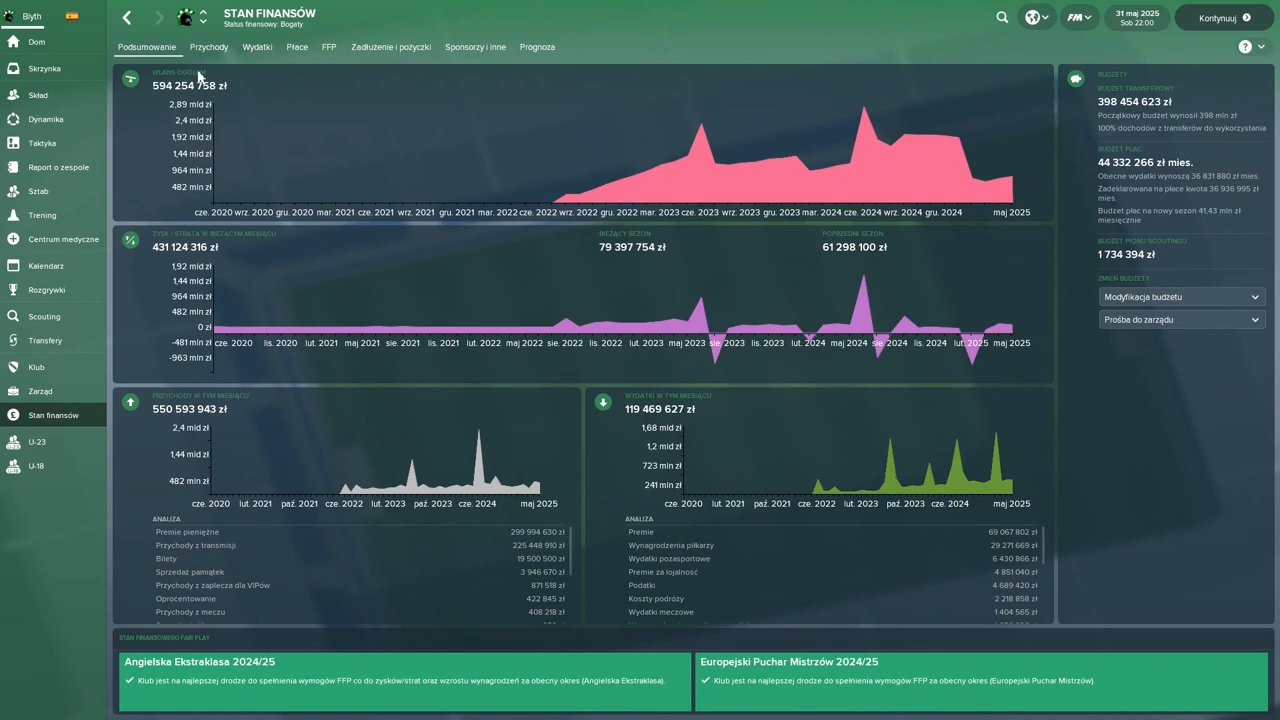 Blyth
STAN FINANSÓW
Status finansowy: Bogaty
FM
31 maj 2025
Sob 22:00
Kontynuuj
Dom
Skrzynka
Skład
Dynamika
Taktyka
Raport o zespole
Sztab
Trening
Centrum medyczne
Kalendarz
Rozgrywki
Scouting
Transfery
Klub
Zarząd
Stan finansów
U-23
U-18
Podsumowanie Przychody Wydatki Płace FFP Zadłużenie i pożyczki Sponsorzy i inne Prognoza
?
BILANS OGÓLNY
594 254 758 zł
2,89 mld zł
2,4 mld zł
1,92 mld zł
1,44 mld zł
964 mln zł
482 mln zł
cze. 2020 wrz. 2020 gru. 2020 mar. 2021 cze. 2021 wrz. 2021 gru. 2021 mar. 2022 cze. 2022 wrz. 2022 gru. 2022 mar. 2023 cze. 2023 wrz. 2023 gru. 2023 mar. 2024 cze. 2024 wrz. 2024 gru. 2024 maj 2025
ZYSK / STRATA W BIEŻĄCYM MIESIĄCU
431 124 316 zł
BIEŻĄCY SEZON
79 397 754 zł
POPRZEDNI SEZON
61 298 100 zł
1,92 mld zł
1,44 mld zł
964 mln zł
482 mln zł
0 zł
-481 mln zł
-963 mln zł
cze. 2020 lis. 2020 lut. 2021 maj 2021 sie. 2021 lis. 2021 lut. 2022 maj 2022 sie. 2022 lis. 2022 lut. 2023 maj 2023 sie. 2023 lis. 2023 lut. 2024 maj 2024 sie. 2024 lis. 2024 lut. 2025 maj 2025
PRZYCHODY W TYM MIESIĄCU
550 593 943 zł
2,4 mld zł
1,44 mld zł
482 mln zł
cze. 2020 lut. 2021 paź. 2021 cze. 2022 lut. 2023 paź. 2023 cze. 2024 maj 2025
ANALIZA
Premie pieniężne 299 994 630 zł
Przychody z transmisji 225 448 910 zł
Bilety 19 500 500 zł
Sprzedaż pamiątek 3 946 670 zł
Przychody z zaplecza dla VIPów 871 518 zł
Oprocentowanie 422 845 zł
Przychody z meczu 408 218 zł
WYDATKI W TYM MIESIĄCU
119 469 627 zł
1,68 mld zł
1,2 mld zł
723 mln zł
241 mln zł
cze. 2020 lut. 2021 paź. 2021 cze. 2022 lut. 2023 paź. 2023 cze. 2024 maj 2025
ANALIZA
Premie 69 067 802 zł
Wynagrodzenia piłkarzy 29 271 669 zł
Wydatki pozasportowe 6 430 866 zł
Premie za lojalność 4 851 040 zł
Podatki 4 689 420 zł
Koszty podróży 2 218 858 zł
Wydatki meczowe 1 404 565 zł
BUDŻETY
BUDŻET TRANSFEROWY
398 454 623 zł
Początkowy budżet wynosił 398 mln zł
100% dochodów z transferów do wykorzystania
BUDŻET PŁAC
44 332 266 zł mies.
Obecne wydatki wynoszą 36 831 880 zł mies.
Zadeklarowana na płace kwota 36 936 995 zł
mies.
Budżet płac na nowy sezon 41,43 mln zł
miesięcznie
BUDŻET PIONU SCOUTINGU
1 734 394 zł
ZMIEŃ BUDŻETY
Modyfikacja budżetu
Prośba do zarządu
STAN FINANSOWEGO FAIR PLAY
Angielska Ekstraklasa 2024/25
Klub jest na najlepszej drodze do spełnienia wymogów FFP co do zysków/strat oraz wzrostu wynagrodzeń za obecny okres (Angielska Ekstraklasa).
Europejski Puchar Mistrzów 2024/25
Klub jest na najlepszej drodze do spełnienia wymogów FFP za obecny okres (Europejski Puchar Mistrzów).